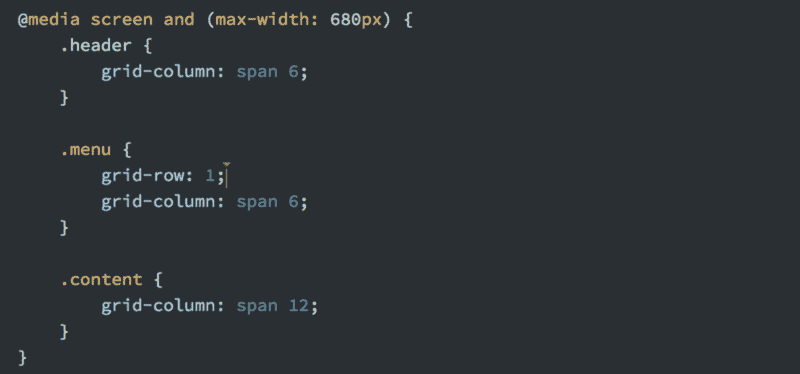 @media screen and (max-width: 680px) {
    .header {
        grid-column: span 6;
    }

    .menu {
        grid-row: 1;
        grid-column: span 6;
    }

    .content {
        grid-column: span 12;
    }
}